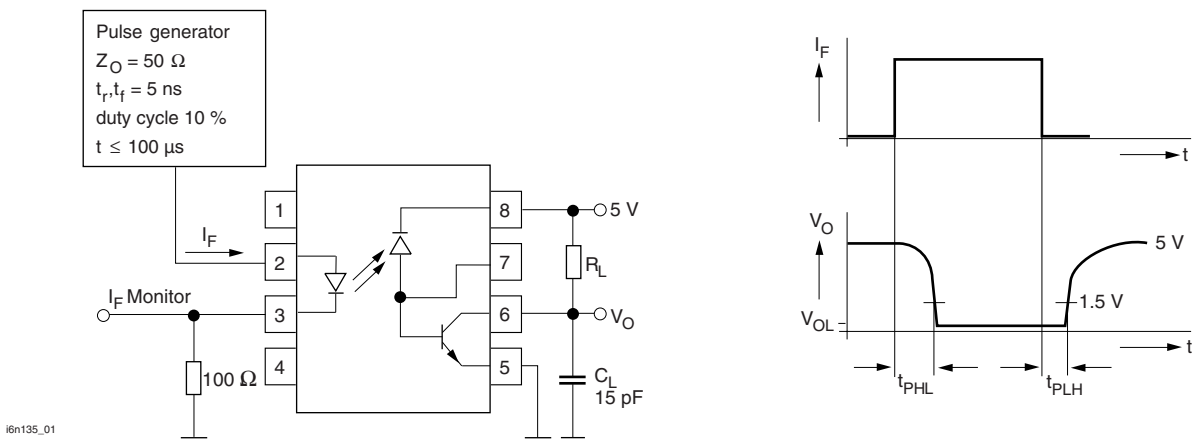 Pulse generator
Z_O = 50 Ω
t_r,t_f = 5 ns
duty cycle 10 %
t ≤ 100 µs
1
8
5 V
I_F
2
7
R_L
I_F Monitor
3
6
V_O
4
5
100 Ω
C_L
15 pF
i6n135_01
I_F
t
V_O
5 V
1.5 V
V_OL
t
t_PHL
t_PLH